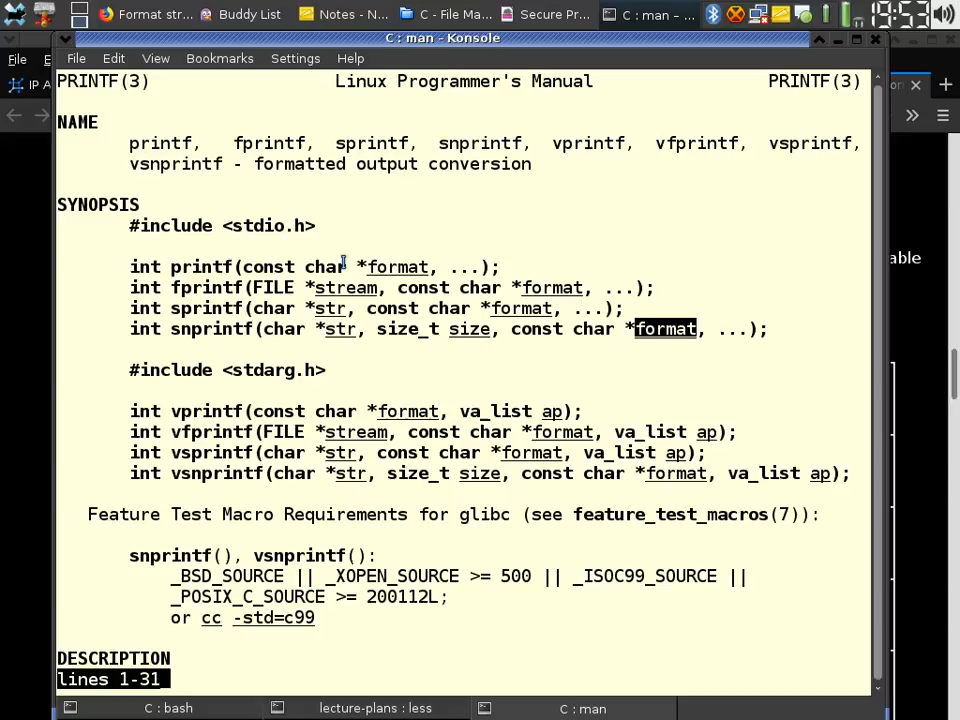 Format str...
Buddy List
Notes - N...
C - File Ma...
Secure Pr...
C : man – ...
18:53
C : man - Konsole
File
File Edit View Bookmarks Settings Help
IP A
PRINTF(3) Linux Programmer's Manual PRINTF(3)
NAME
printf, fprintf, sprintf, snprintf, vprintf, vfprintf, vsprintf,
vsnprintf - formatted output conversion
SYNOPSIS
#include <stdio.h>
able
int printf(const char *format, ...);
int fprintf(FILE *stream, const char *format, ...);
int sprintf(char *str, const char *format, ...);
int snprintf(char *str, size_t size, const char *format, ...);
#include <stdarg.h>
int vprintf(const char *format, va_list ap);
int vfprintf(FILE *stream, const char *format, va_list ap);
int vsprintf(char *str, const char *format, va_list ap);
int vsnprintf(char *str, size_t size, const char *format, va_list ap);
Feature Test Macro Requirements for glibc (see feature_test_macros(7)):
snprintf(), vsnprintf():
_BSD_SOURCE || _XOPEN_SOURCE >= 500 || _ISOC99_SOURCE ||
_POSIX_C_SOURCE >= 200112L;
or cc -std=c99
DESCRIPTION
lines 1-31
C : bash
lecture-plans : less
C : man